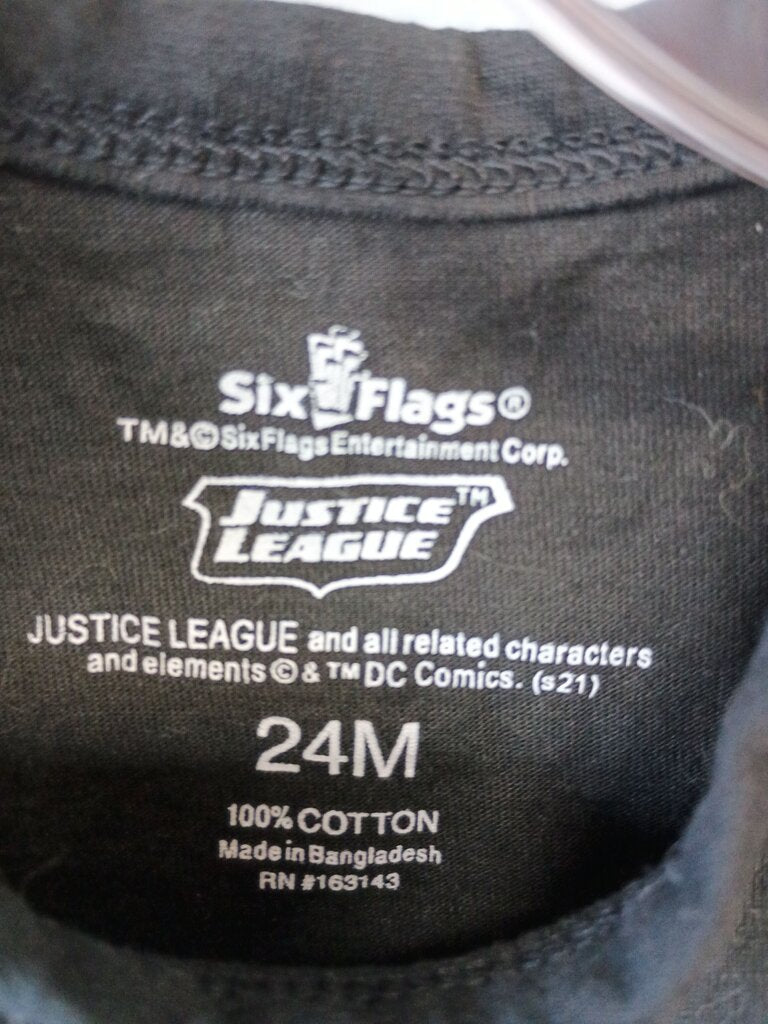 Six Flags®
TM&©SixFlags Entertainment Corp.
JUSTICE™
LEAGUE
JUSTICE LEAGUE and all related characters
and elements © & ™ DC Comics. (s21)
24M
100% COTTON
Made in Bangladesh
RN #163143